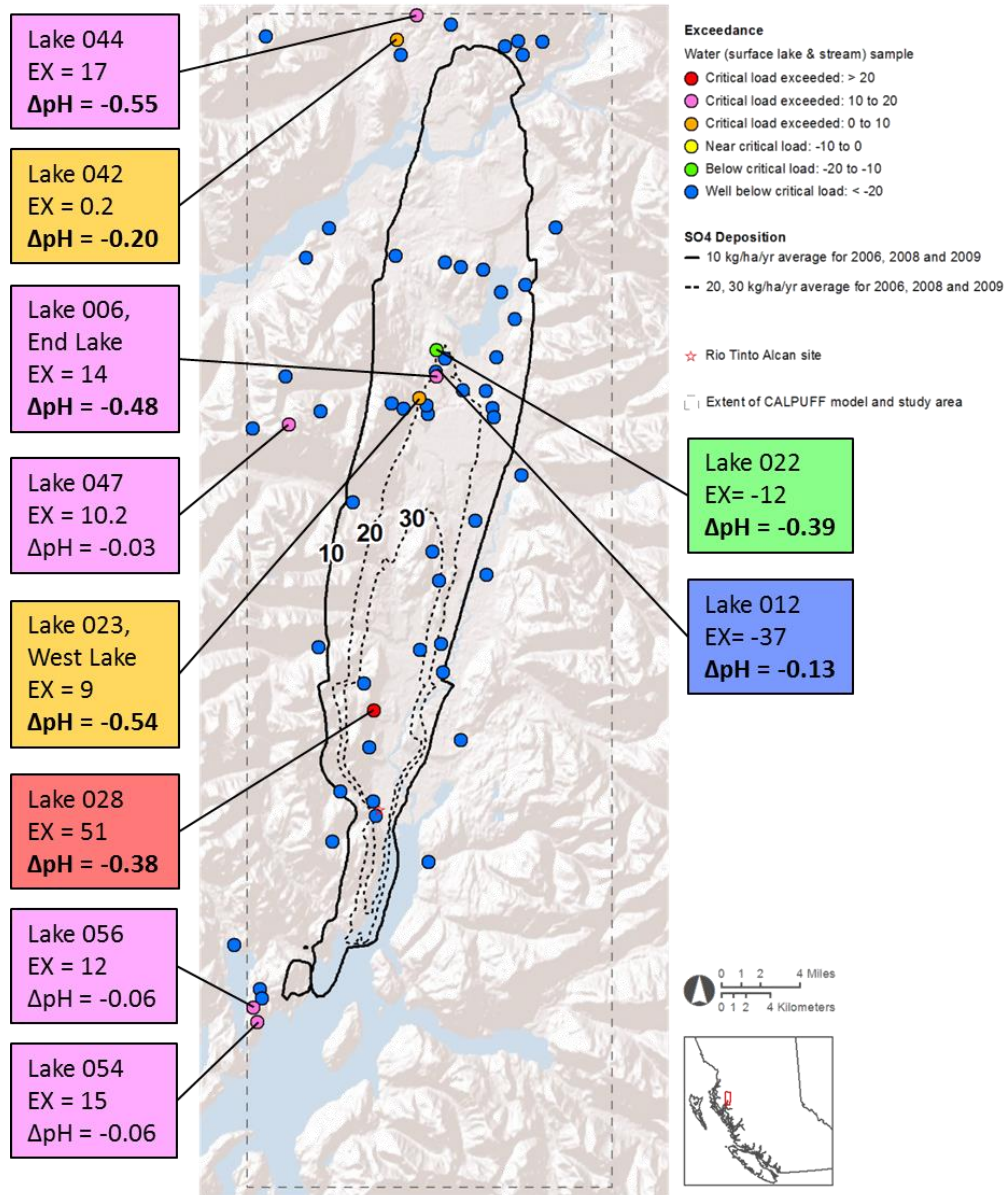 Lake 044
EX = 17
ΔpH = -0.55
Lake 042
EX = 0.2
ΔpH = -0.20
Lake 006,
End Lake
EX = 14
ΔpH = -0.48
Lake 047
EX = 10.2
ΔpH = -0.03
Lake 023,
West Lake
EX = 9
ΔpH = -0.54
Lake 028
EX = 51
ΔpH = -0.38
Lake 056
EX = 12
ΔpH = -0.06
Lake 054
EX = 15
ΔpH = -0.06
10
20
30
Exceedance
Water (surface lake & stream) sample
Critical load exceeded: > 20
Critical load exceeded: 10 to 20
Critical load exceeded: 0 to 10
Near critical load: -10 to 0
Below critical load: -20 to -10
Well below critical load: < -20
SO4 Deposition
10 kg/ha/yr average for 2006, 2008 and 2009
20, 30 kg/ha/yr average for 2006, 2008 and 2009
Rio Tinto Alcan site
Extent of CALPUFF model and study area
Lake 022
EX= -12
ΔpH = -0.39
Lake 012
EX= -37
ΔpH = -0.13
0 1 2 4 Miles
0 1 2 4 Kilometers